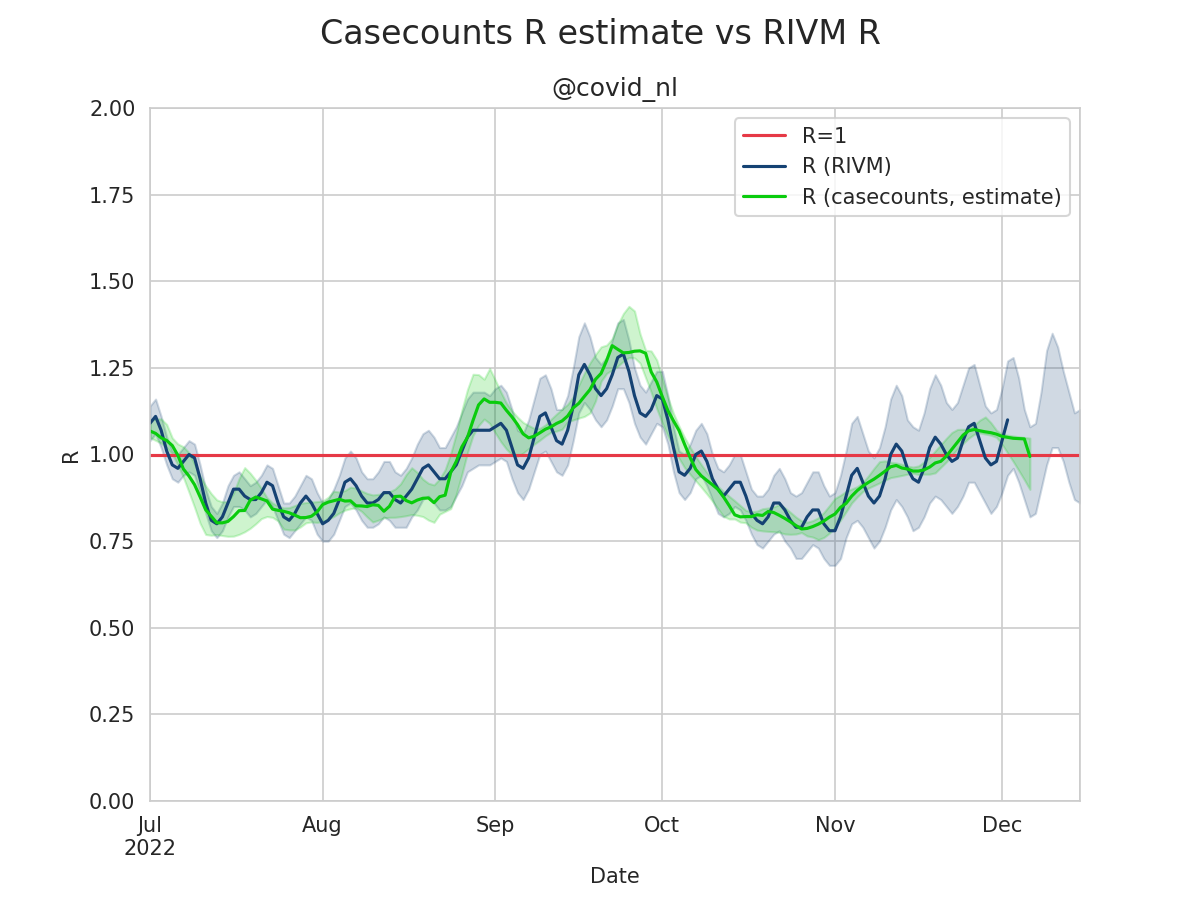 Casecounts R estimate vs RIVM R
@covid_nl
2.00
1.75
1.50
1.25
1.00
0.75
0.50
0.25
0.00
R
R=1
R (RIVM)
R (casecounts, estimate)
Jul
2022
Aug
Sep
Oct
Nov
Dec
Date